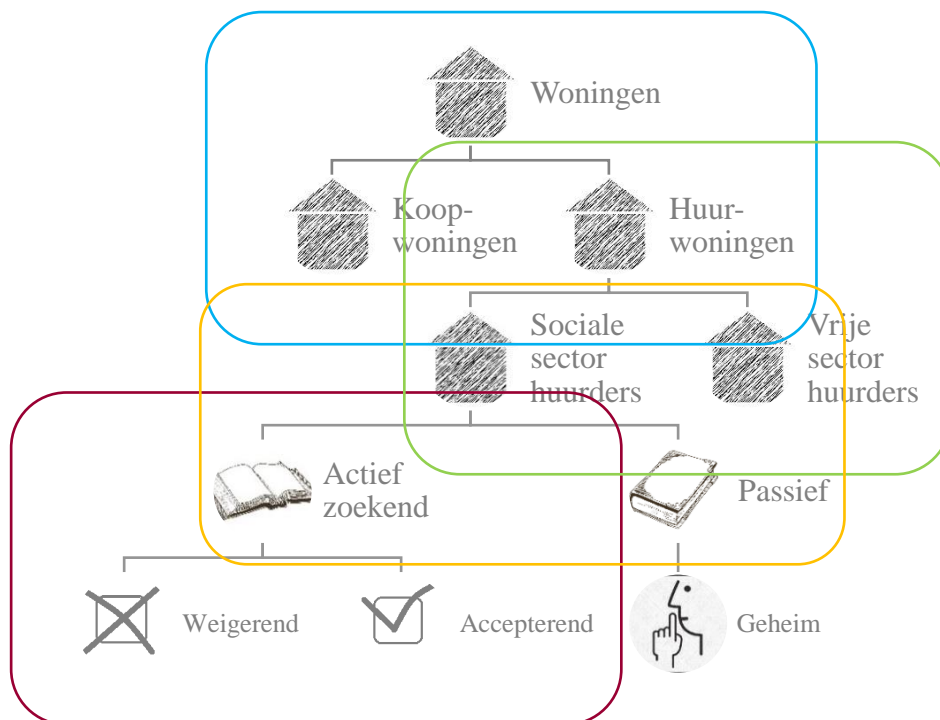 Woningen
Koop-
woningen
Huur-
woningen
Sociale
sector
huurders
Vrije
sector
huurders
Actief
zoekend
Passief
Weigerend
Accepterend
Geheim